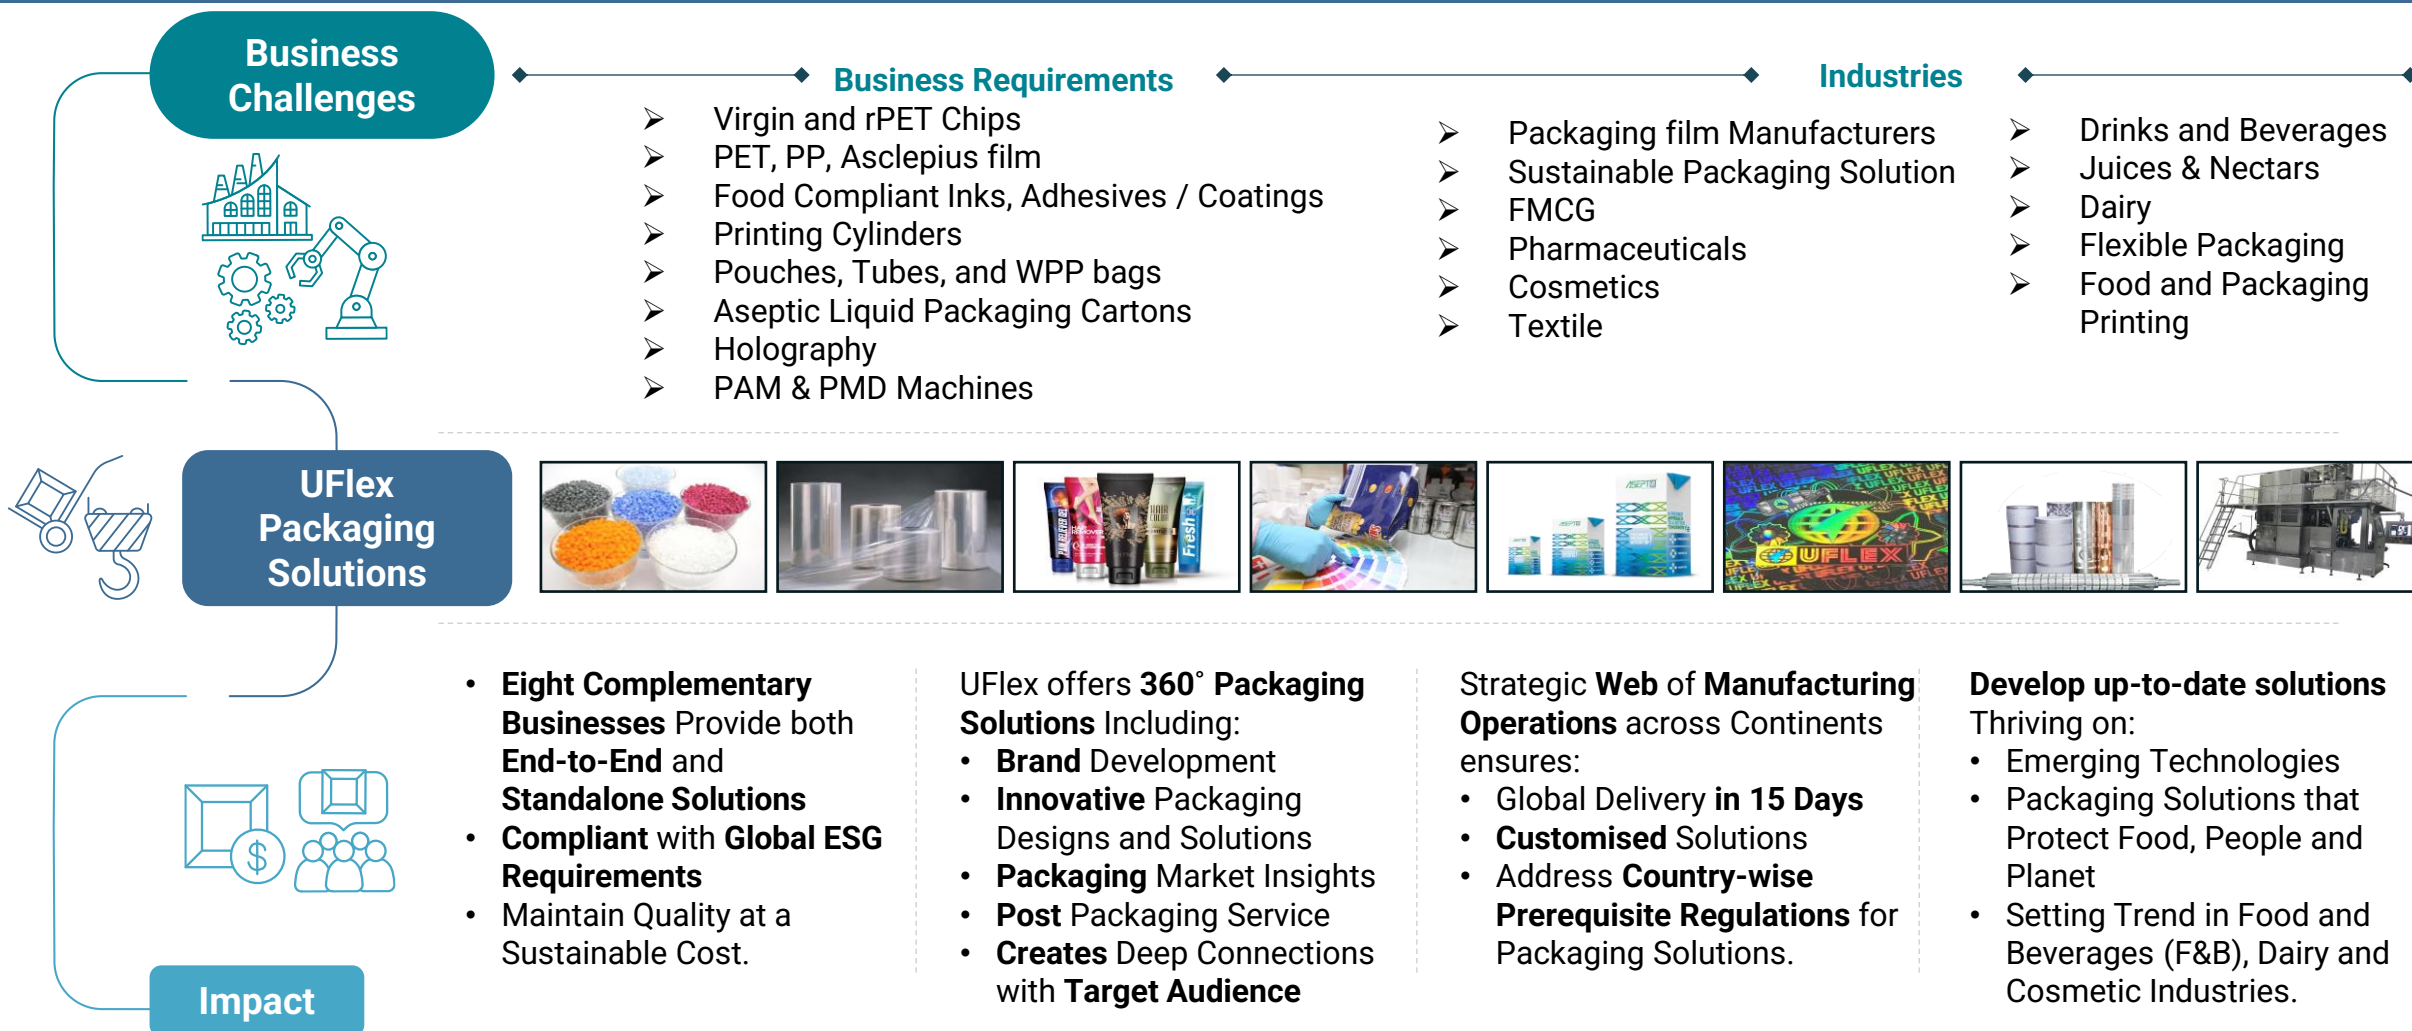 Business
Challenges
Business Requirements
Virgin and rPET Chips
PET, PP, Asclepius film
Food Compliant Inks, Adhesives / Coatings
Printing Cylinders
Pouches, Tubes, and WPP bags
Aseptic Liquid Packaging Cartons
Holography
PAM & PMD Machines
Industries
Packaging film Manufacturers
Sustainable Packaging Solution
FMCG
Pharmaceuticals
Cosmetics
Textile
Drinks and Beverages
Juices & Nectars
Dairy
Flexible Packaging
Food and Packaging
Printing
UFlex
Packaging
Solutions
HAIR
COLOR
Fresh
ASEPTO
UFLEX
• Eight Complementary
Businesses Provide both
End-to-End and
Standalone Solutions
• Compliant with Global ESG
Requirements
• Maintain Quality at a
Sustainable Cost.
UFlex offers 360° Packaging
Solutions Including:
• Brand Development
• Innovative Packaging
Designs and Solutions
• Packaging Market Insights
• Post Packaging Service
• Creates Deep Connections
with Target Audience
Strategic Web of Manufacturing
Operations across Continents
ensures:
• Global Delivery in 15 Days
• Customised Solutions
• Address Country-wise
Prerequisite Regulations for
Packaging Solutions.
Develop up-to-date solutions
Thriving on:
• Emerging Technologies
• Packaging Solutions that
Protect Food, People and
Planet
• Setting Trend in Food and
Beverages (F&B), Dairy and
Cosmetic Industries.
Impact